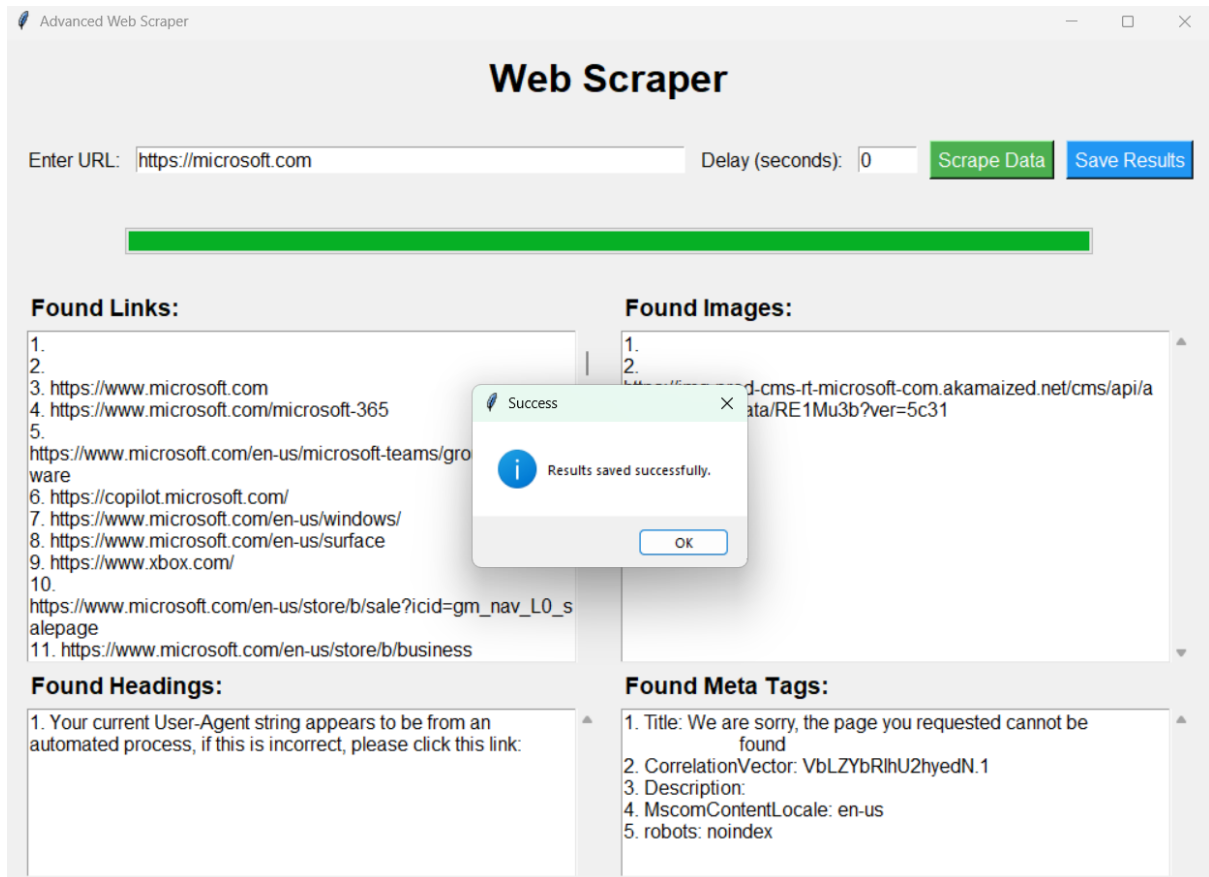 Advanced Web Scraper
Web Scraper
Enter URL:
https://microsoft.com
Delay (seconds):
0
Scrape Data
Save Results
Found Links:
1.
2.
3. https://www.microsoft.com
4. https://www.microsoft.com/microsoft-365
5.
https://www.microsoft.com/en-us/microsoft-teams/gro
ware
6. https://copilot.microsoft.com/
7. https://www.microsoft.com/en-us/windows/
8. https://www.microsoft.com/en-us/surface
9. https://www.xbox.com/
10.
https://www.microsoft.com/en-us/store/b/sale?icid=gm_nav_L0_s
alepage
11. https://www.microsoft.com/en-us/store/b/business
Found Images:
1.
2.
d-cms-rt-microsoft-com.akamaized.net/cms/api/a
ata/RE1Mu3b?ver=5c31
Success
Results saved successfully.
OK
Found Headings:
1. Your current User-Agent string appears to be from an
automated process, if this is incorrect, please click this link:
Found Meta Tags:
1. Title: We are sorry, the page you requested cannot be
found
2. CorrelationVector: VbLZYbRlhU2hyedN.1
3. Description:
4. MscomContentLocale: en-us
5. robots: noindex